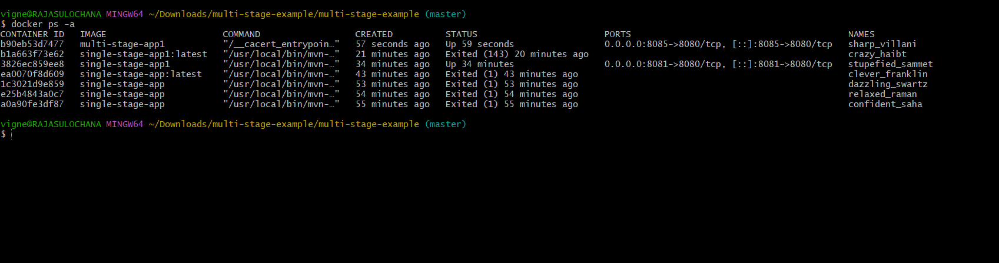 vigne@RAJASULOCHANA MINGW64 ~/Downloads/multi-stage-example/multi-stage-example (master)
$ docker ps -a
CONTAINER ID   IMAGE                      COMMAND                  CREATED          STATUS                        PORTS                                         NAMES
b90eb53d7477   multi-stage-app1           "/__cacert_entrypoin…"   57 seconds ago   Up 59 seconds                 0.0.0.0:8085->8080/tcp, [::]:8085->8080/tcp   sharp_villani
b1a663f73e62   single-stage-app1:latest   "/usr/local/bin/mvn-…"   21 minutes ago   Exited (143) 20 minutes ago                                                 crazy_haibt
3826ec859ee8   single-stage-app1          "/usr/local/bin/mvn-…"   34 minutes ago   Up 34 minutes                 0.0.0.0:8081->8080/tcp, [::]:8081->8080/tcp   stupefied_sammet
ea0070f8d609   single-stage-app:latest    "/usr/local/bin/mvn-…"   43 minutes ago   Exited (1) 43 minutes ago                                                   clever_franklin
1c3021d9e859   single-stage-app           "/usr/local/bin/mvn-…"   53 minutes ago   Exited (1) 53 minutes ago                                                   dazzling_swartz
e25b4843a0c7   single-stage-app           "/usr/local/bin/mvn-…"   54 minutes ago   Exited (1) 54 minutes ago                                                   relaxed_raman
a0a90fe3df87   single-stage-app           "/usr/local/bin/mvn-…"   55 minutes ago   Exited (1) 55 minutes ago                                                   confident_saha
vigne@RAJASULOCHANA MINGW64 ~/Downloads/multi-stage-example/multi-stage-example (master)
$